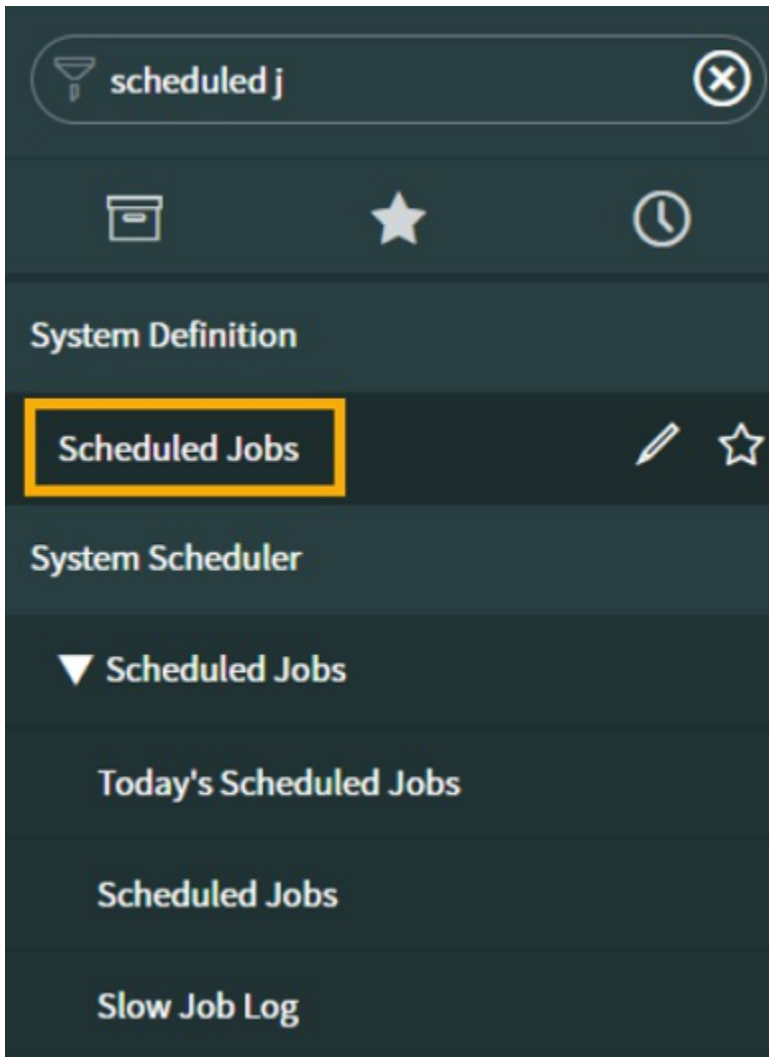 scheduled j
System Definition
Scheduled Jobs
System Scheduler
Scheduled Jobs
Today's Scheduled Jobs
Scheduled Jobs
Slow Job Log